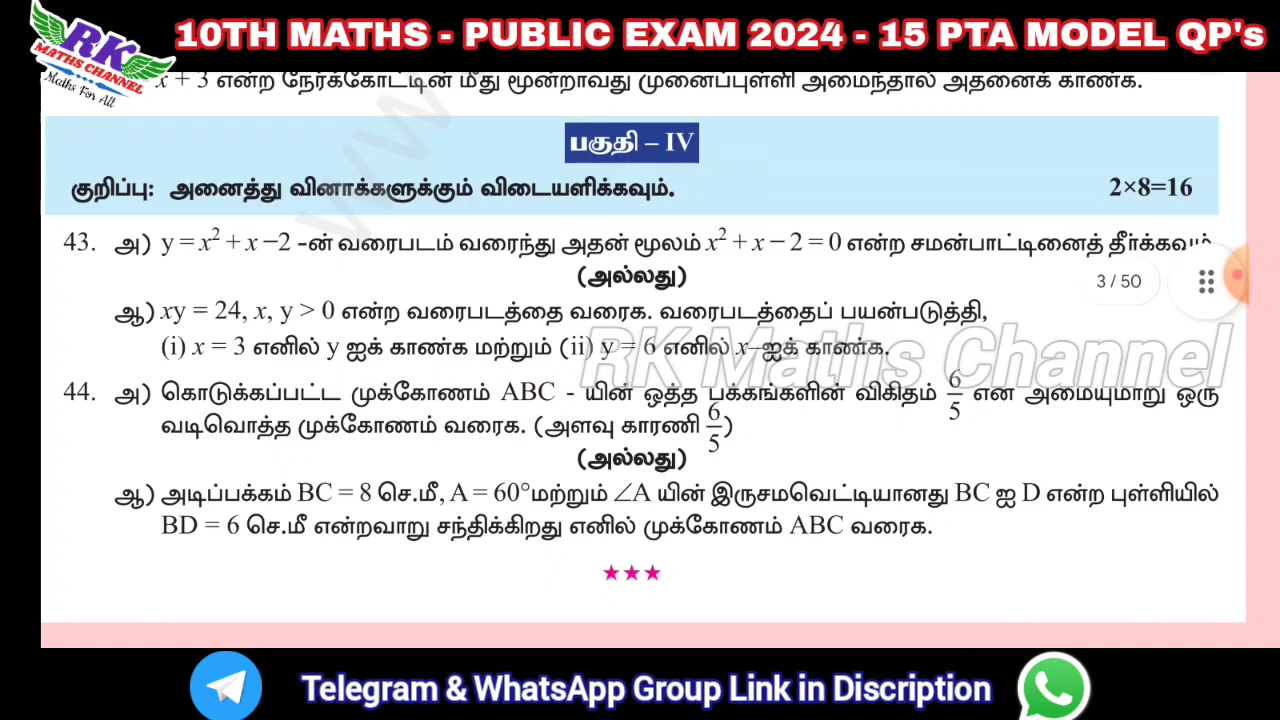 10TH MATHS - PUBLIC EXAM 2024 - 15 PTA MODEL QP's
RK
MATHS CHANNEL
Maths For All
x + 3 என்ற நேர்க்கோட்டின் மீது மூன்றாவது முனைப்புள்ளி அமைந்தால் அதனைக் காண்க.
பகுதி – IV
குறிப்பு: அனைத்து வினாக்களுக்கும் விடையளிக்கவும். 2×8=16
43. அ) y = x² + x −2 -ன் வரைபடம் வரைந்து அதன் மூலம் x² + x − 2 = 0 என்ற சமன்பாட்டினைத் தீர்க்கவும்.
(அல்லது)
3 / 50
ஆ) xy = 24, x, y > 0 என்ற வரைபடத்தை வரைக. வரைபடத்தைப் பயன்படுத்தி,
(i) x = 3 எனில் y ஐக் காண்க மற்றும் (ii) y = 6 எனில் x–ஐக் காண்க.
RK Maths Channel
44. அ) கொடுக்கப்பட்ட முக்கோணம் ABC - யின் ஒத்த பக்கங்களின் விகிதம் 6/5 என அமையுமாறு ஒரு
வடிவொத்த முக்கோணம் வரைக. (அளவு காரணி 6/5)
(அல்லது)
ஆ) அடிப்பக்கம் BC = 8 செ.மீ, A = 60° மற்றும் ∠A யின் இருசமவெட்டியானது BC ஐ D என்ற புள்ளியில்
BD = 6 செ.மீ என்றவாறு சந்திக்கிறது எனில் முக்கோணம் ABC வரைக.
★★★
Telegram & WhatsApp Group Link in Discription